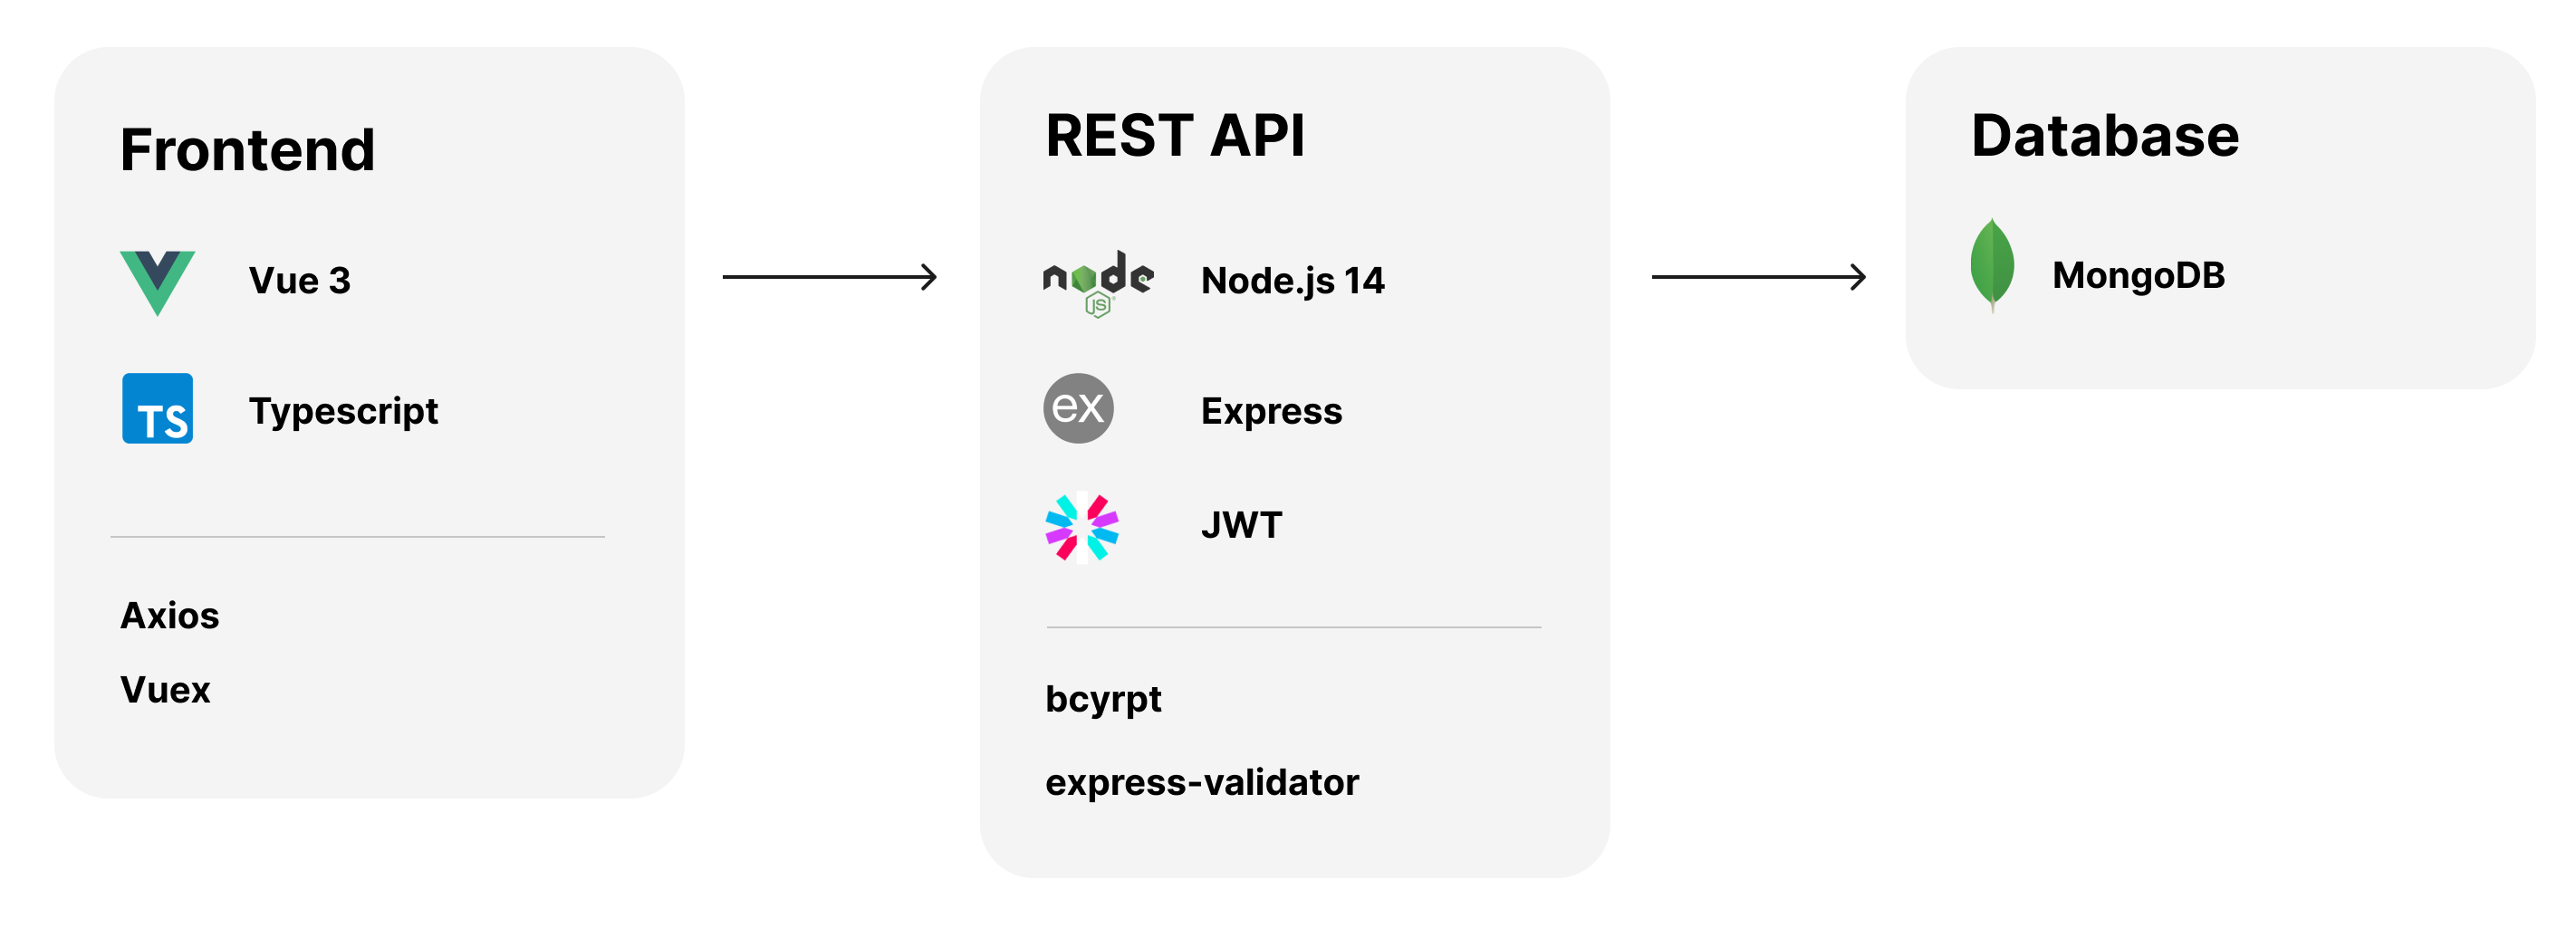 Frontend
Vue 3
TS
Typescript
Axios
Vuex
REST API
node
JS
Node.js 14
ex
Express
JWT
bcyrpt
express-validator
Database
MongoDB